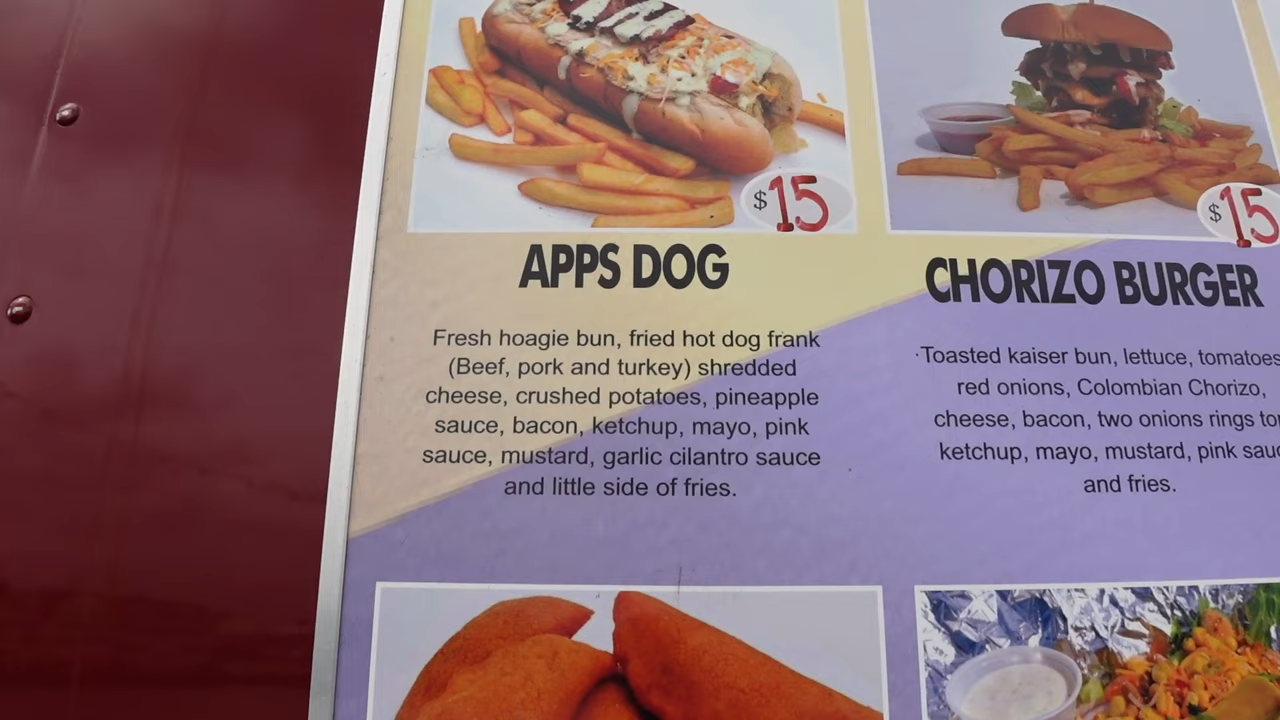 $15
$15
APPS DOG
Fresh hoagie bun, fried hot dog frank
(Beef, pork and turkey) shredded
cheese, crushed potatoes, pineapple
sauce, bacon, ketchup, mayo, pink
sauce, mustard, garlic cilantro sauce
and little side of fries.
CHORIZO BURGER
Toasted kaiser bun, lettuce, tomatoes
red onions, Colombian Chorizo,
cheese, bacon, two onions rings
ketchup, mayo, mustard, pink
and fries.